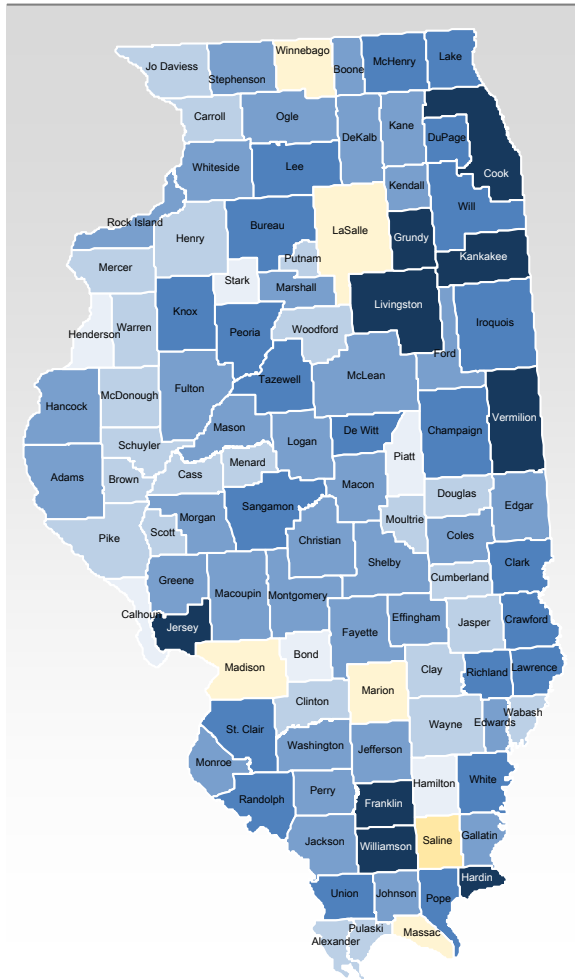 Jo Daviess
Stephenson
Winnebago
Boone
McHenry
Lake
Carroll
Ogle
DeKalb
Kane
DuPage
Cook
Whiteside
Lee
Kendall
Will
Rock Island
Henry
Bureau
LaSalle
Grundy
Mercer
Putnam
Kankakee
Stark
Marshall
Livingston
Henderson
Warren
Knox
Peoria
Woodford
Iroquois
Ford
Hancock
McDonough
Fulton
Tazewell
McLean
Vermilion
Mason
Logan
De Witt
Champaign
Schuyler
Piatt
Adams
Brown
Cass
Menard
Macon
Douglas
Edgar
Pike
Scott
Morgan
Sangamon
Moultrie
Christian
Coles
Shelby
Clark
Greene
Macoupin
Montgomery
Cumberland
Calhoun
Jersey
Fayette
Effingham
Jasper
Crawford
Madison
Bond
Marion
Clay
Richland
Lawrence
Clinton
Wayne
Edwards
Wabash
St. Clair
Washington
Jefferson
Monroe
Randolph
Perry
Franklin
Hamilton
White
Jackson
Williamson
Saline
Gallatin
Union
Johnson
Pope
Hardin
Alexander
Pulaski
Massac